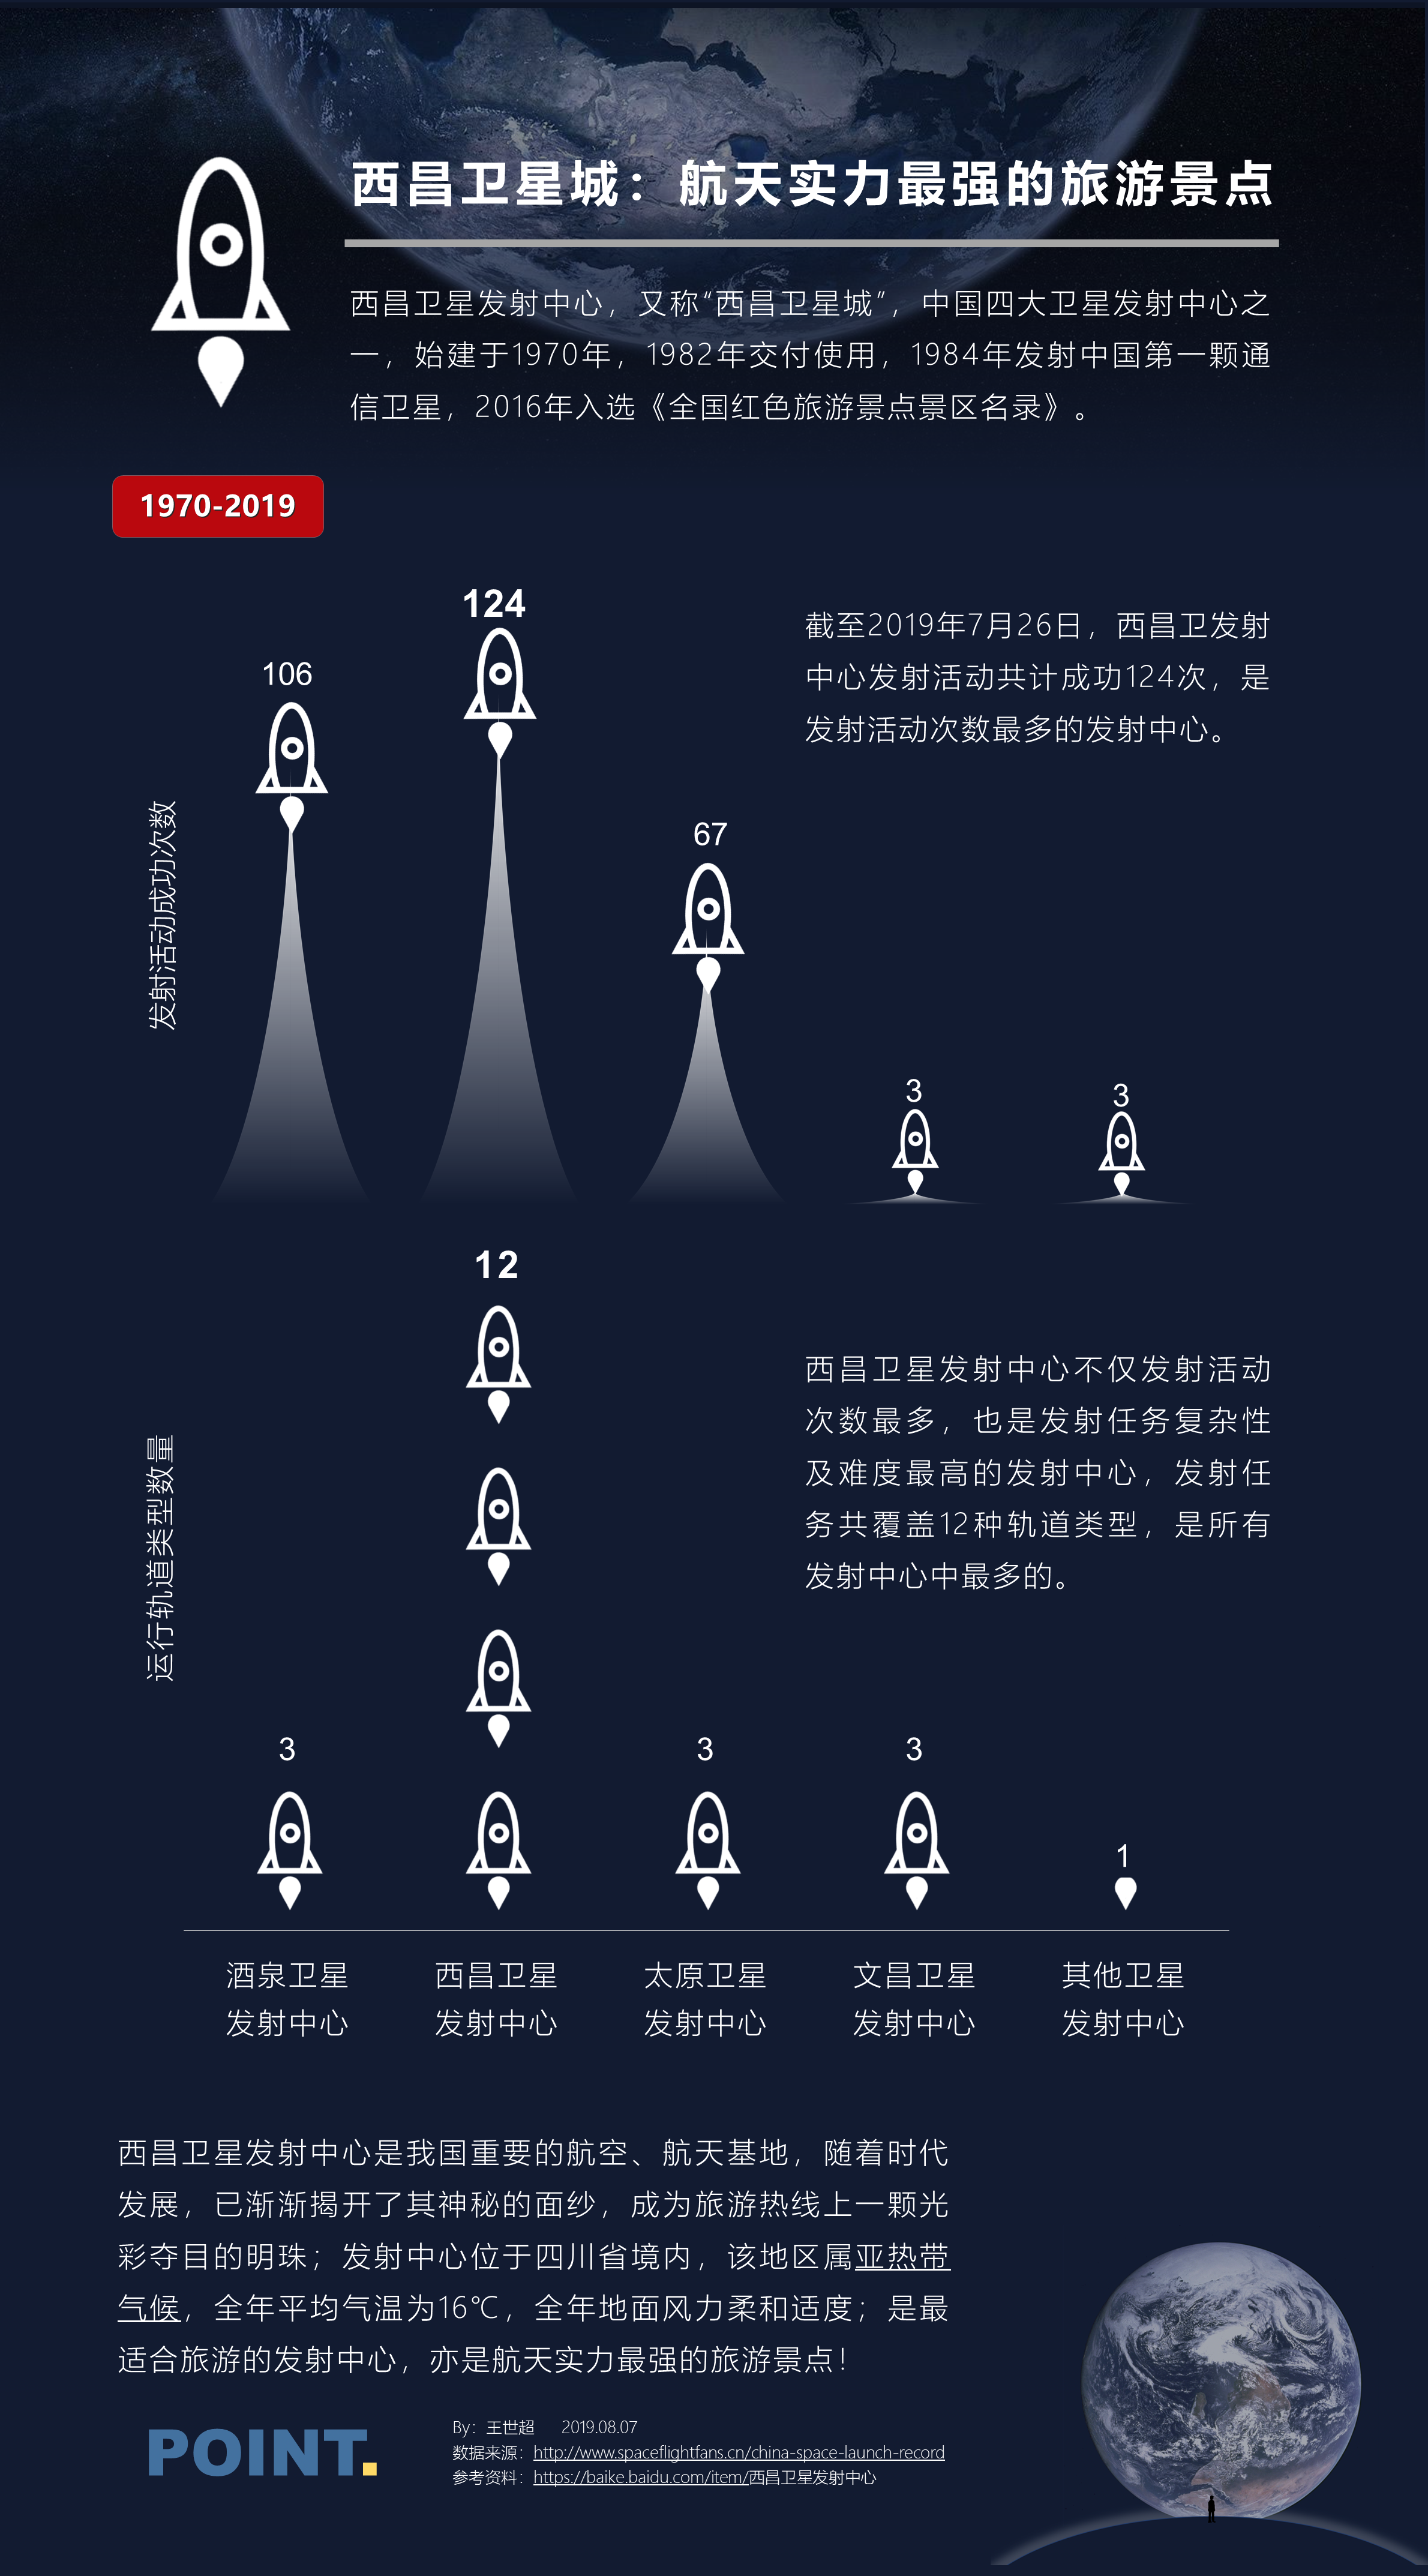 西昌卫星城：航天实力最强的旅游景点
西昌卫星发射中心，又称“西昌卫星城”，中国四大卫星发射中心之
一，始建于1970年，1982年交付使用，1984年发射中国第一颗通
信卫星，2016年入选《全国红色旅游景点景区名录》。
1970-2019
发射活动成功次数
106
124
67
3
3
截至2019年7月26日，西昌卫发射
中心发射活动共计成功124次，是
发射活动次数最多的发射中心。
运行轨道类型数量
3
12
3
3
1
西昌卫星发射中心不仅发射活动
次数最多，也是发射任务复杂性
及难度最高的发射中心，发射任
务共覆盖12种轨道类型，是所有
发射中心中最多的。
酒泉卫星
发射中心
西昌卫星
发射中心
太原卫星
发射中心
文昌卫星
发射中心
其他卫星
发射中心
西昌卫星发射中心是我国重要的航空、航天基地，随着时代
发展，已渐渐揭开了其神秘的面纱，成为旅游热线上一颗光
彩夺目的明珠；发射中心位于四川省境内，该地区属亚热带
气候，全年平均气温为16℃，全年地面风力柔和适度；是最
适合旅游的发射中心，亦是航天实力最强的旅游景点！
POINT.
By：王世超 2019.08.07
数据来源：http://www.spaceflightfans.cn/china-space-launch-record
参考资料：https://baike.baidu.com/item/西昌卫星发射中心